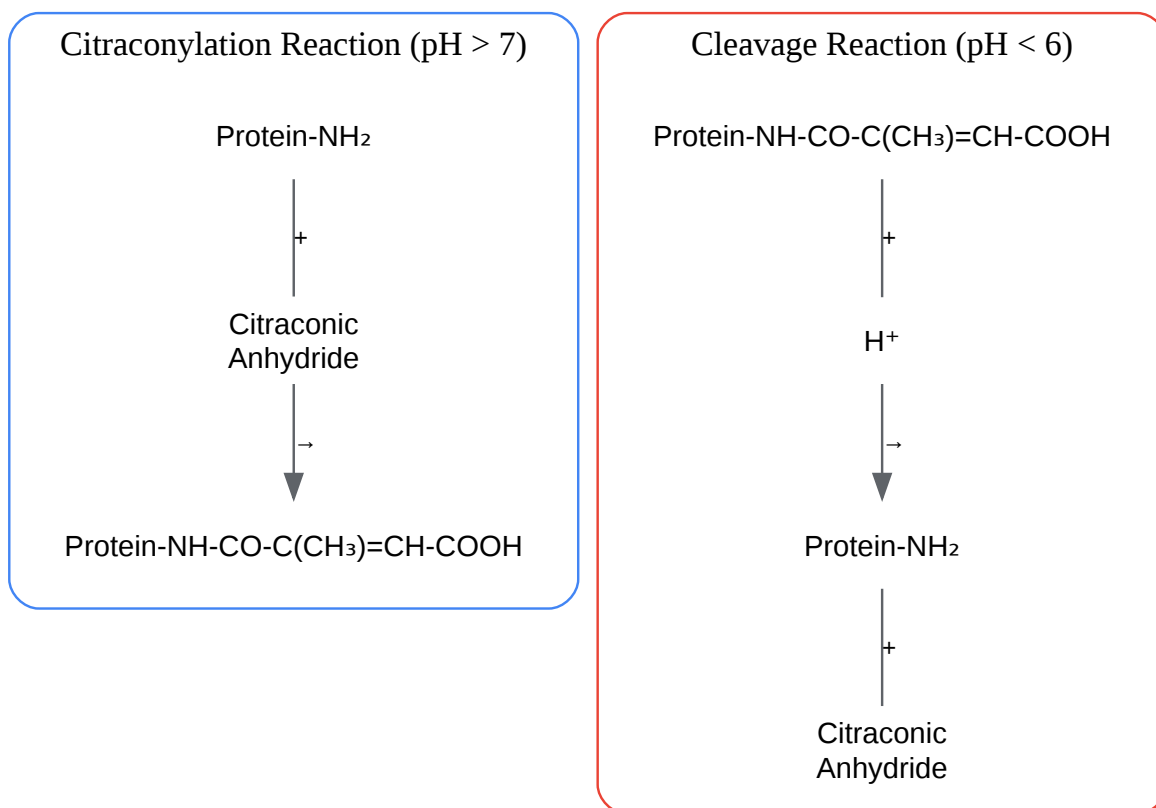 Citraconylation Reaction (pH > 7)
Protein-NH₂
+
Citraconic
Anhydride
→
Protein-NH-CO-C(CH₃)=CH-COOH
Cleavage Reaction (pH < 6)
Protein-NH-CO-C(CH₃)=CH-COOH
+
H⁺
→
Protein-NH₂
+
Citraconic
Anhydride